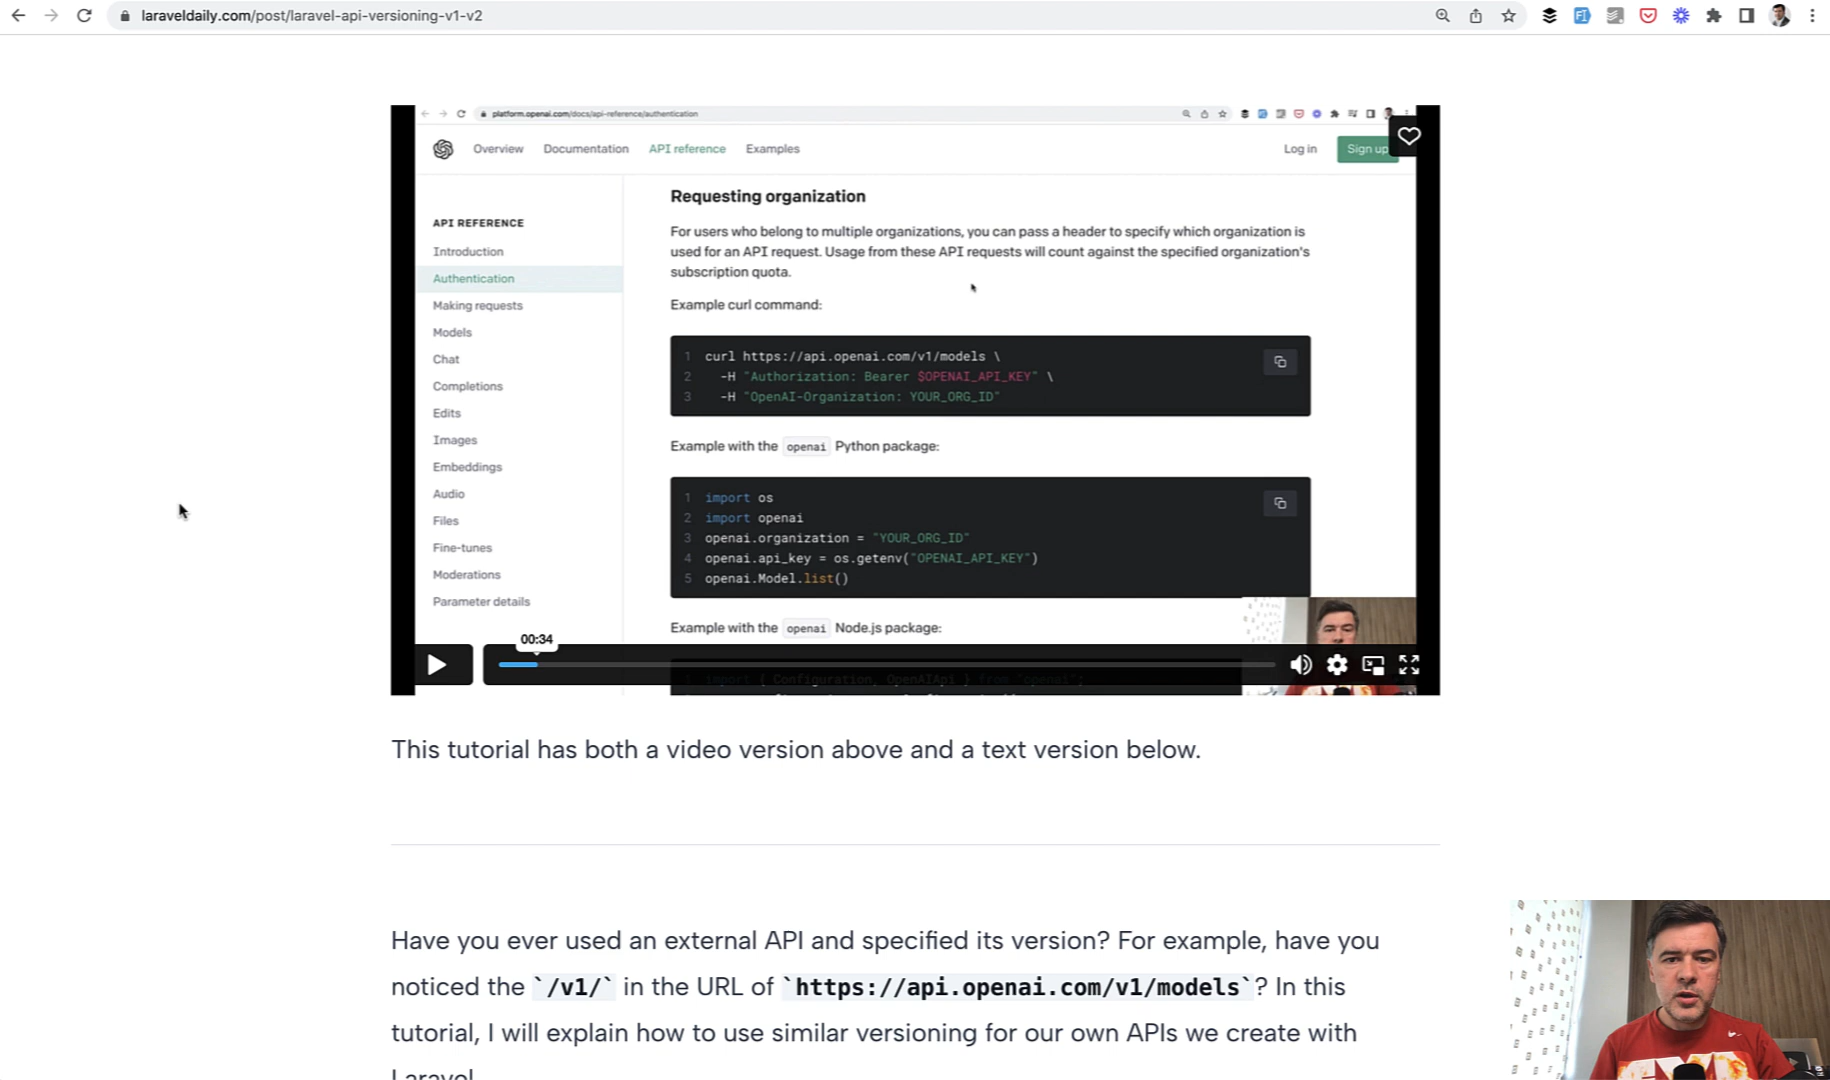 laraveldaily.com/post/laravel-api-versioning-v1-v2
platform.openai.com/docs/api-reference/authentication
Overview
Documentation
API reference
Examples
Log in
Sign up
API REFERENCE
Introduction
Authentication
Making requests
Models
Chat
Completions
Edits
Images
Embeddings
Audio
Files
Fine-tunes
Moderations
Parameter details
Requesting organization
For users who belong to multiple organizations, you can pass a header to specify which organization is
used for an API request. Usage from these API requests will count against the specified organization's
subscription quota.
Example curl command:
1 curl https://api.openai.com/v1/models \
2 -H "Authorization: Bearer $OPENAI_API_KEY" \
3 -H "OpenAI-Organization: YOUR_ORG_ID"
Example with the openai Python package:
1 import os
2 import openai
3 openai.organization = "YOUR_ORG_ID"
4 openai.api_key = os.getenv("OPENAI_API_KEY")
5 openai.Model.list()
Example with the openai Node.js package:
import { Configuration, OpenAIApi } from "openai";
00:34
This tutorial has both a video version above and a text version below.
Have you ever used an external API and specified its version? For example, have you
noticed the `/v1/` in the URL of `https://api.openai.com/v1/models`? In this
tutorial, I will explain how to use similar versioning for our own APIs we create with
Laravel